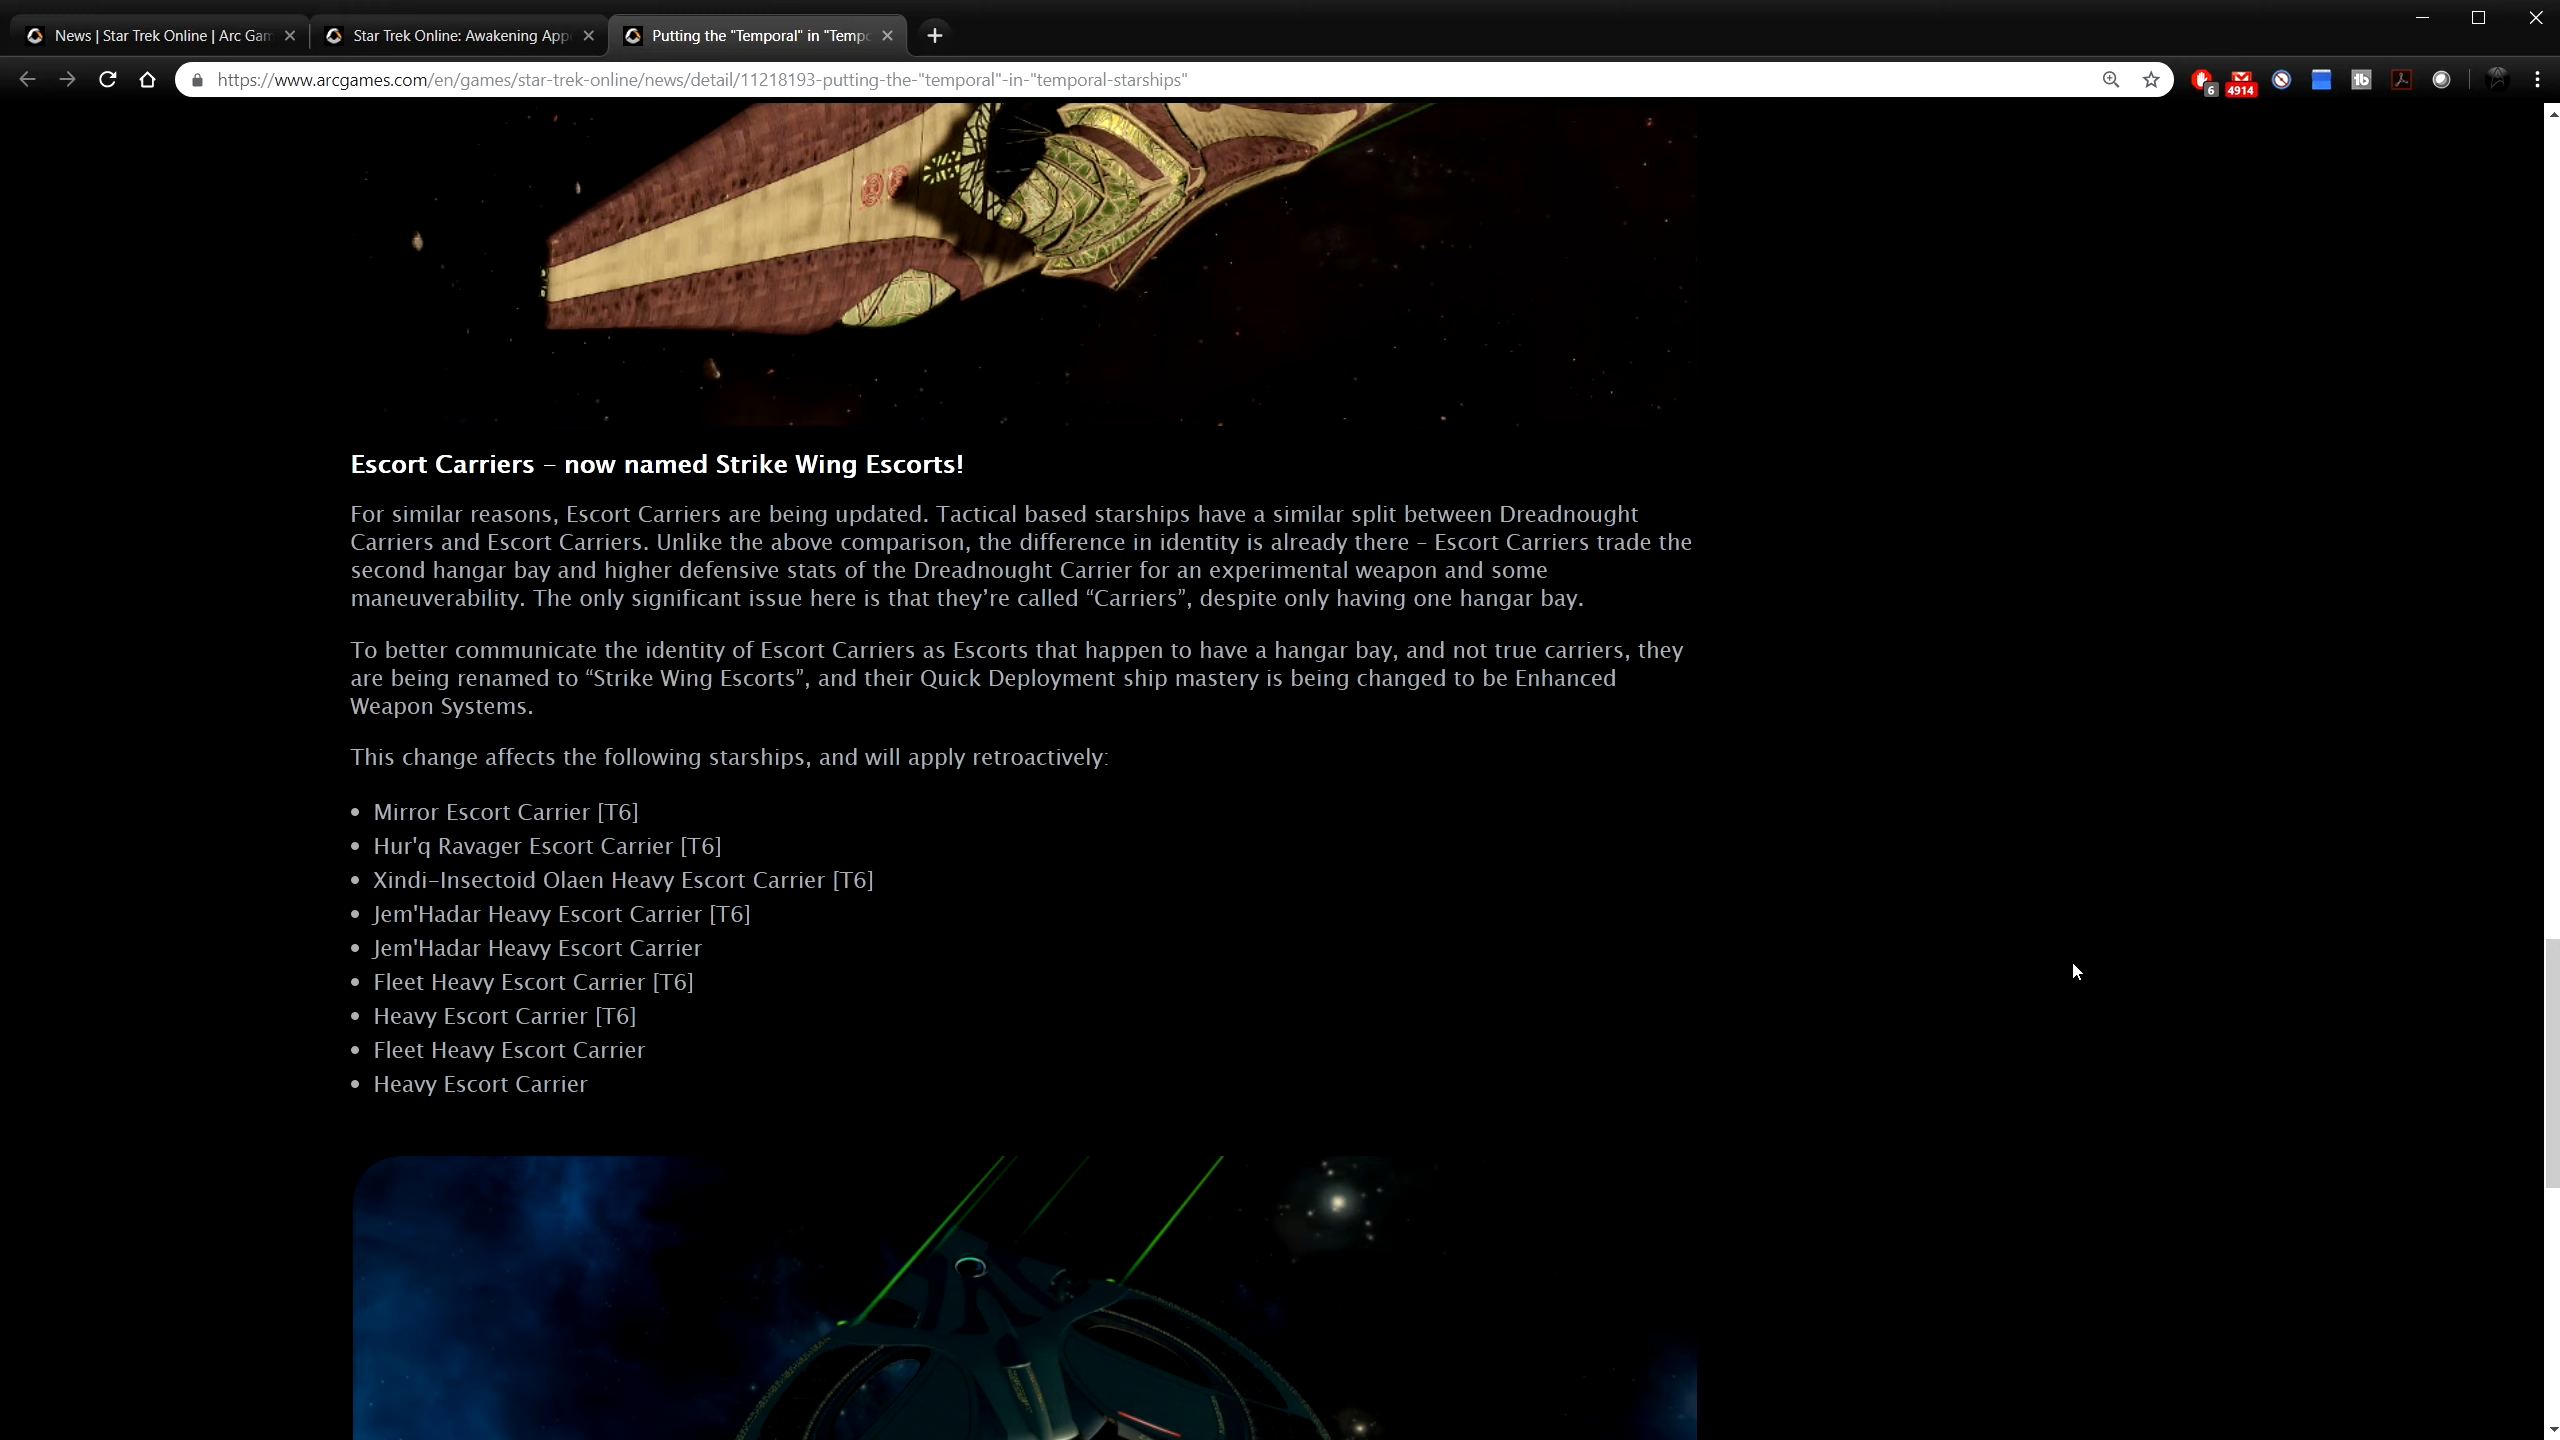 News | Star Trek Online | Arc Gam
Star Trek Online: Awakening App
Putting the "Temporal" in "Temp
https://www.arcgames.com/en/games/star-trek-online/news/detail/11218193-putting-the-"temporal"-in-"temporal-starships"
6
4914
Escort Carriers – now named Strike Wing Escorts!
For similar reasons, Escort Carriers are being updated. Tactical based starships have a similar split between Dreadnought
Carriers and Escort Carriers. Unlike the above comparison, the difference in identity is already there – Escort Carriers trade the
second hangar bay and higher defensive stats of the Dreadnought Carrier for an experimental weapon and some
maneuverability. The only significant issue here is that they’re called “Carriers”, despite only having one hangar bay.
To better communicate the identity of Escort Carriers as Escorts that happen to have a hangar bay, and not true carriers, they
are being renamed to “Strike Wing Escorts”, and their Quick Deployment ship mastery is being changed to be Enhanced
Weapon Systems.
This change affects the following starships, and will apply retroactively:
• Mirror Escort Carrier [T6]
• Hur'q Ravager Escort Carrier [T6]
• Xindi-Insectoid Olaen Heavy Escort Carrier [T6]
• Jem'Hadar Heavy Escort Carrier [T6]
• Jem'Hadar Heavy Escort Carrier
• Fleet Heavy Escort Carrier [T6]
• Heavy Escort Carrier [T6]
• Fleet Heavy Escort Carrier
• Heavy Escort Carrier